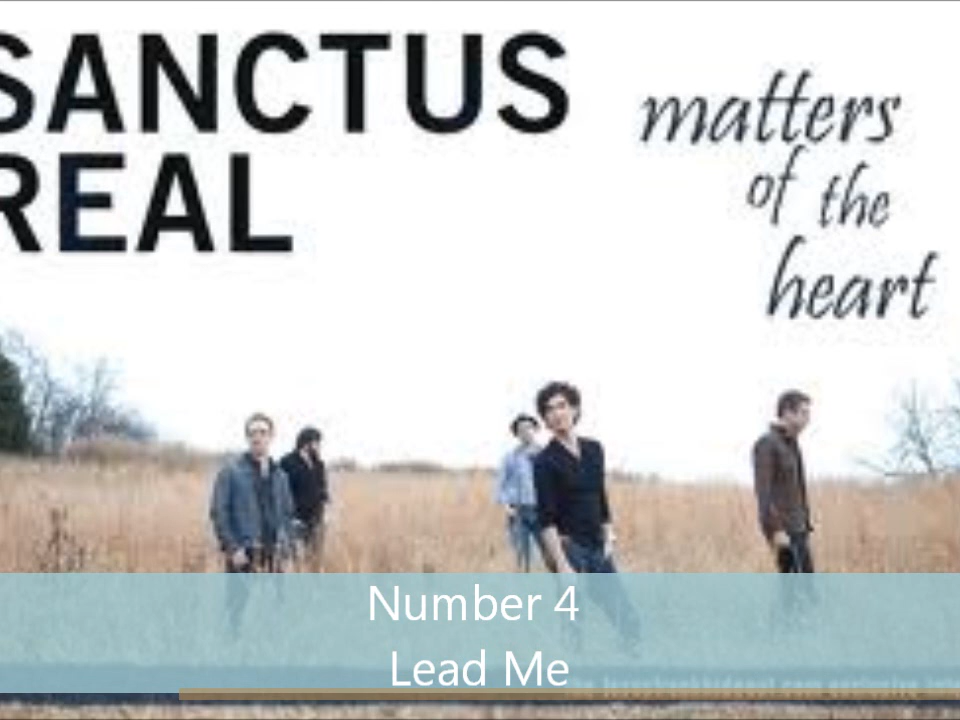 SANCTUS
REAL
matters
of the
heart
Number 4
Lead Me